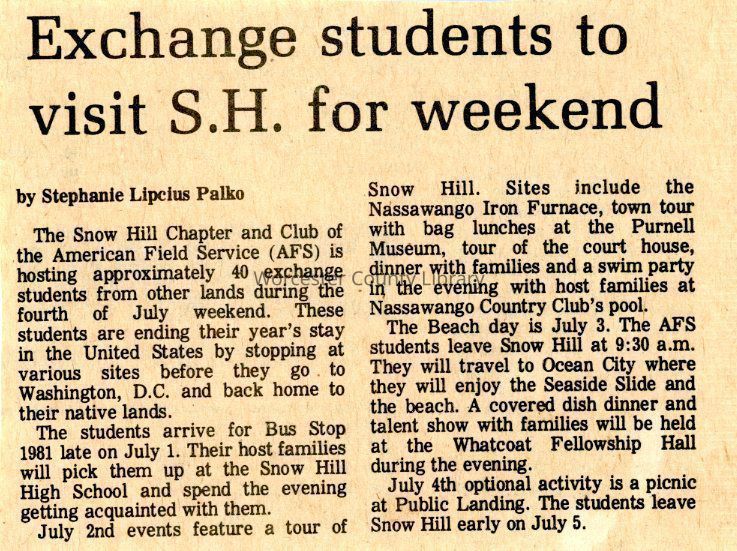 Exchange students to
visit S.H. for weekend
by Stephanie Lipcius Palko
The Snow Hill Chapter and Club of
the American Field Service (AFS) is
hosting approximately 40 exchange
students from other lands during the
fourth of July weekend. These
students are ending their year's stay
in the United States by stopping at
various sites before they go to
Washington, D.C. and back home to
their native lands.
The students arrive for Bus Stop
1981 late on July 1. Their host families
will pick them up at the Snow Hill
High School and spend the evening
getting acquainted with them.
July 2nd events feature a tour of
Snow Hill. Sites include the
Nassawango Iron Furnace, town tour
with bag lunches at the Purnell
Museum, tour of the court house,
dinner with families and a swim party
in the evening with host families at
Nassawango Country Club's pool.
The Beach day is July 3. The AFS
students leave Snow Hill at 9:30 a.m.
They will travel to Ocean City where
they will enjoy the Seaside Slide and
the beach. A covered dish dinner and
talent show with families will be held
at the Whatcoat Fellowship Hall
during the evening.
July 4th optional activity is a picnic
at Public Landing. The students leave
Snow Hill early on July 5.
Worcester County Library